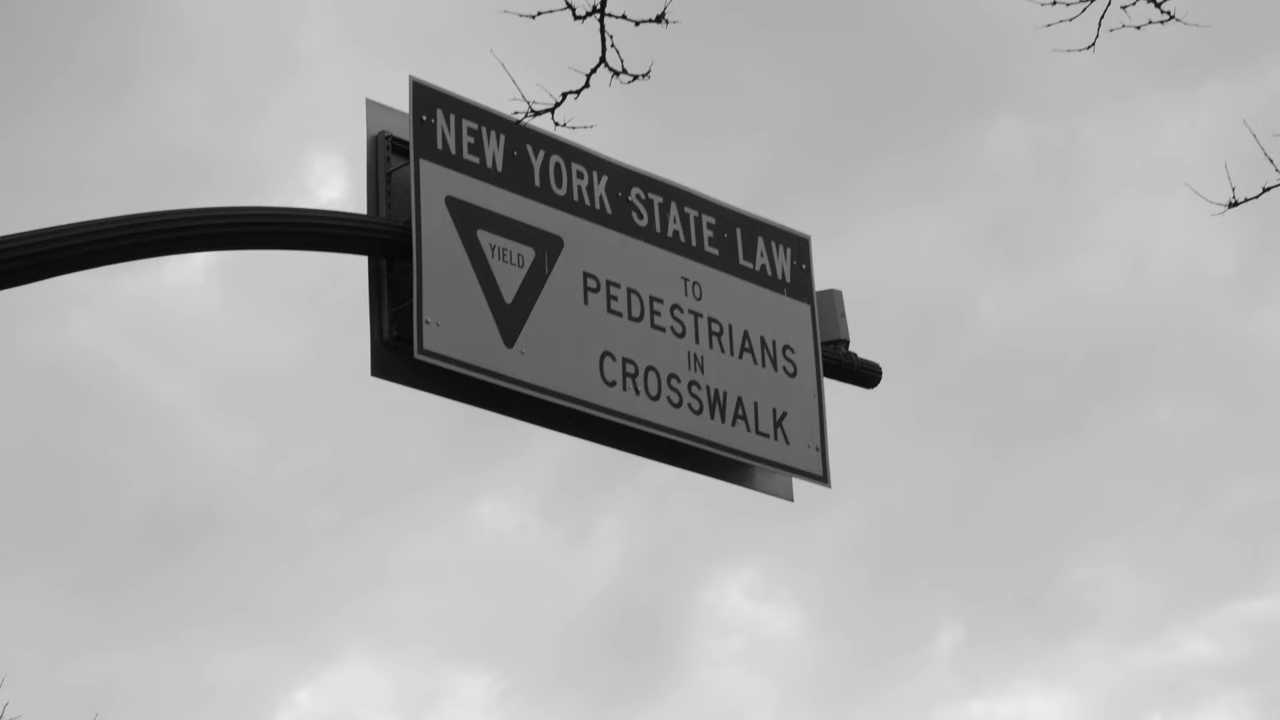 NEW YORK STATE LAW
YIELD
TO
PEDESTRIANS
IN
CROSSWALK